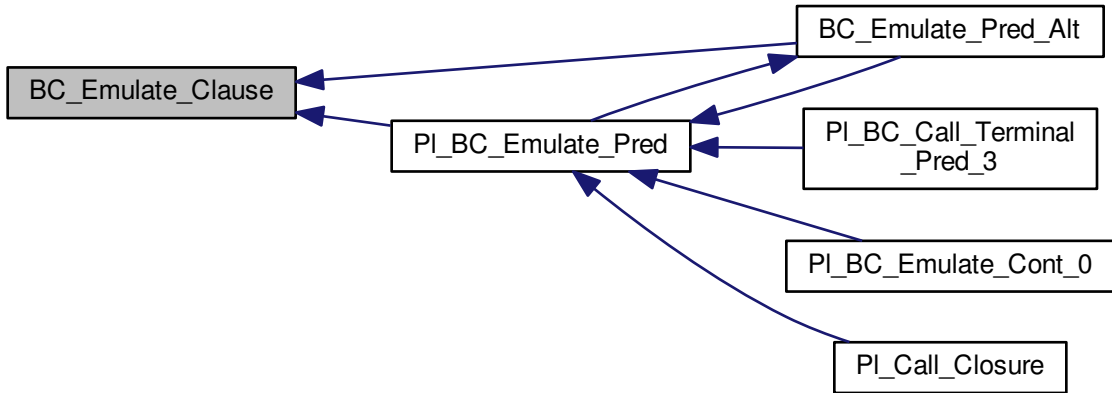 BC_Emulate_Pred_Alt
BC_Emulate_Clause
Pl_BC_Emulate_Pred
Pl_BC_Call_Terminal
_Pred_3
Pl_BC_Emulate_Cont_0
Pl_Call_Closure